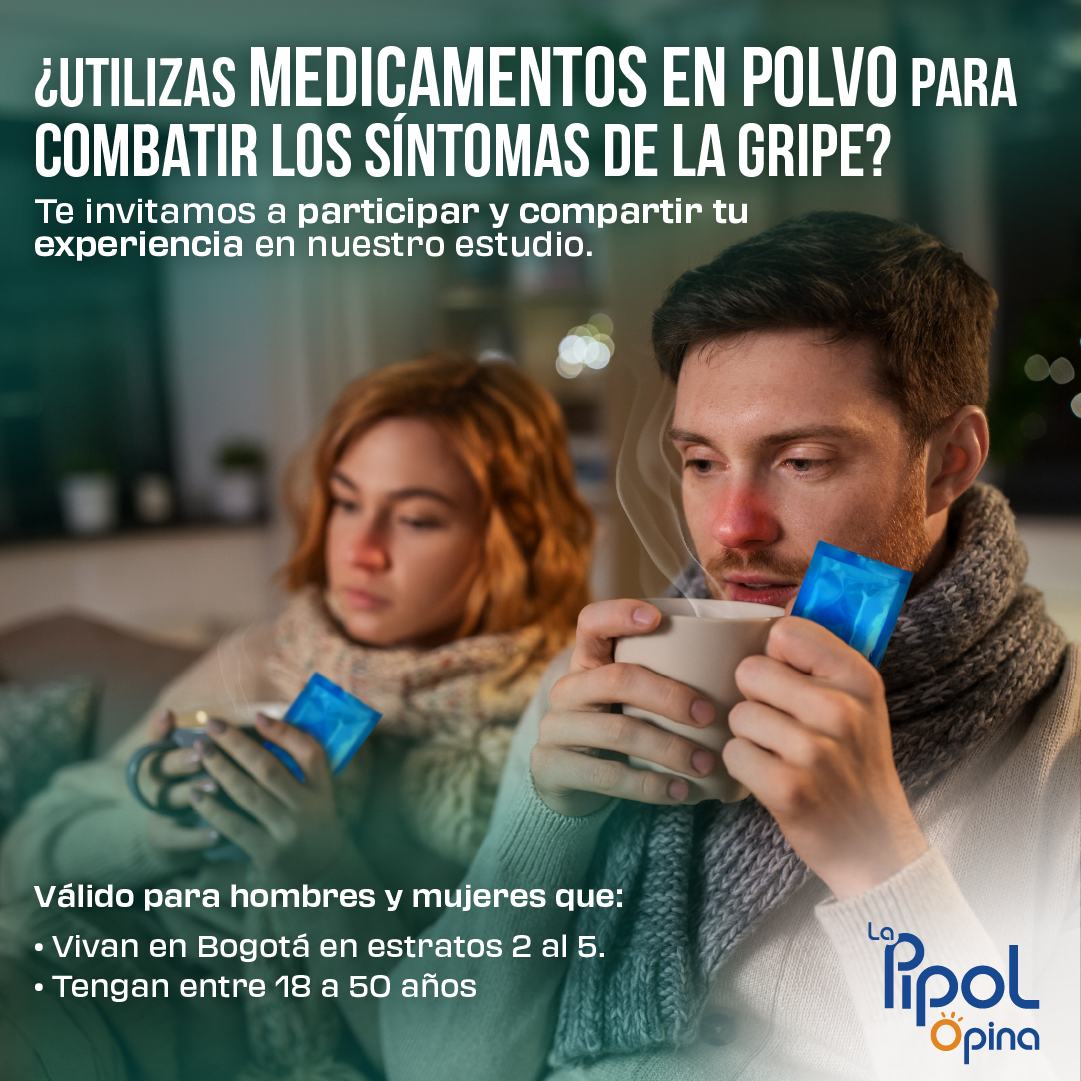 ¿UTILIZAS MEDICAMENTOS EN POLVO PARA
COMBATIR LOS SÍNTOMAS DE LA GRIPE?
Te invitamos a participar y compartir tu
experiencia en nuestro estudio.
Válido para hombres y mujeres que:
• Vivan en Bogotá en estratos 2 al 5.
• Tengan entre 18 a 50 años
La
Pipol
Opina